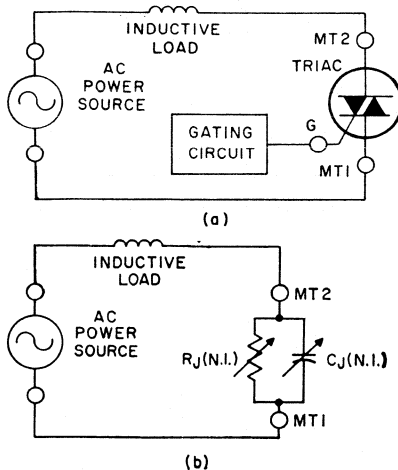 INDUCTIVE
LOAD
MT2
TRIAC
AC
POWER
SOURCE
GATING
CIRCUIT
G
MT1
(a)
INDUCTIVE
LOAD
MT2
AC
POWER
SOURCE
RJ(N.I.)
CJ(N.I.)
MT1
(b)